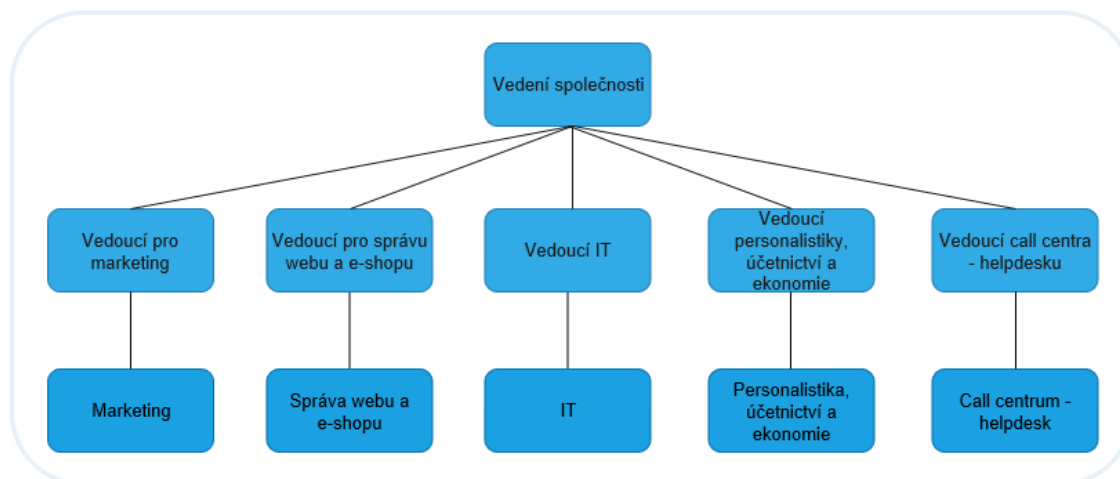 Vedení společnosti
Vedoucí pro
marketing
Vedoucí pro správu
webu a e-shopu
Vedoucí IT
Vedoucí
personalistiky,
účetnictví a
ekonomie
Vedoucí call centra
- helpdesku
Marketing
Správa webu a
e-shopu
IT
Personalistika,
účetnictví a
ekonomie
Call centrum -
helpdesk